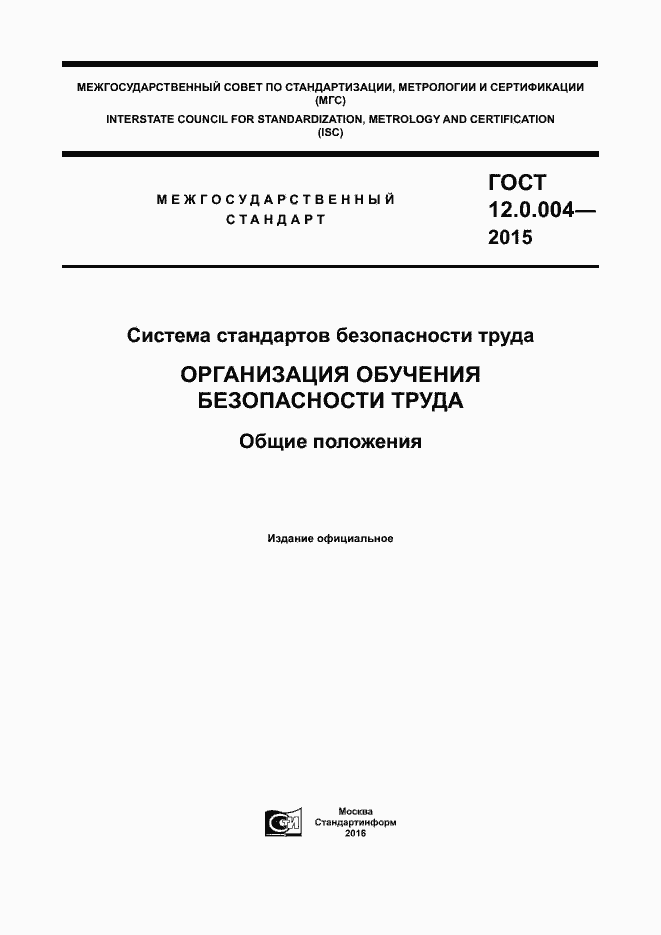 МЕЖГОСУДАРСТВЕННЫЙ СОВЕТ ПО СТАНДАРТИЗАЦИИ, МЕТРОЛОГИИ И СЕРТИФИКАЦИИ
(МГС)
INTERSTATE COUNCIL FOR STANDARDIZATION, METROLOGY AND CERTIFICATION
(ISC)
МЕЖГОСУДАРСТВЕННЫЙ
СТАНДАРТ
ГОСТ
12.0.004—
2015
Система стандартов безопасности труда
ОРГАНИЗАЦИЯ ОБУЧЕНИЯ
БЕЗОПАСНОСТИ ТРУДА
Общие положения
Издание официальное
Москва
Стандартинформ
2016